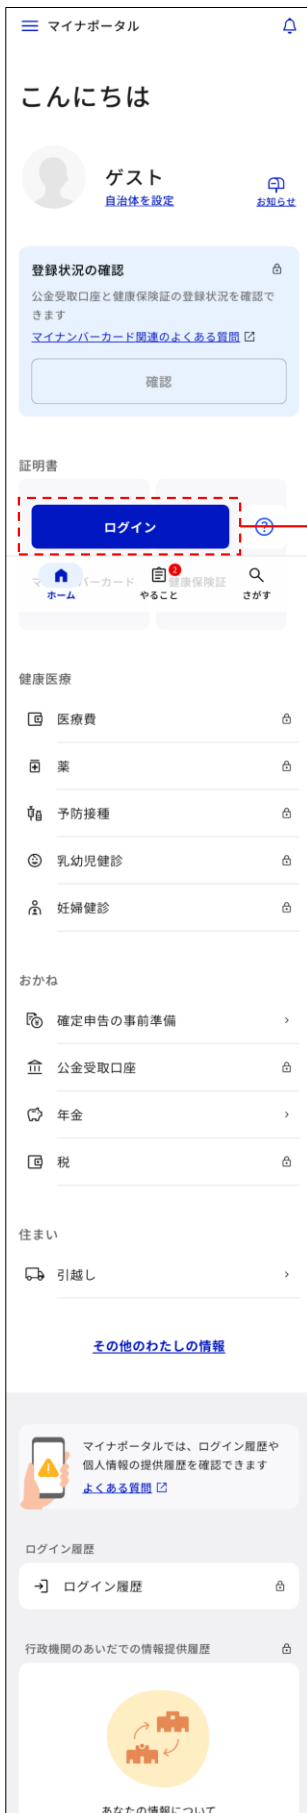 マイナポータル
こんにちは
ゲスト
自治体を設定
お知らせ
登録状況の確認
公金受取口座と健康保険証の登録状況を確認で
きます
マイナンバーカード関連のよくある質問
確認
証明書
ログイン
?
マイナンバーカード
健康保険証
2
ホーム
やること
さがす
健康医療
医療費
薬
予防接種
乳幼児健診
妊婦健診
おかね
確定申告の事前準備
公金受取口座
年金
税
住まい
引越し
その他のわたしの情報
マイナポータルでは、ログイン履歴や
個人情報の提供履歴を確認できます
よくある質問
ログイン履歴
ログイン履歴
行政機関のあいだでの情報提供履歴
あなたの情報について